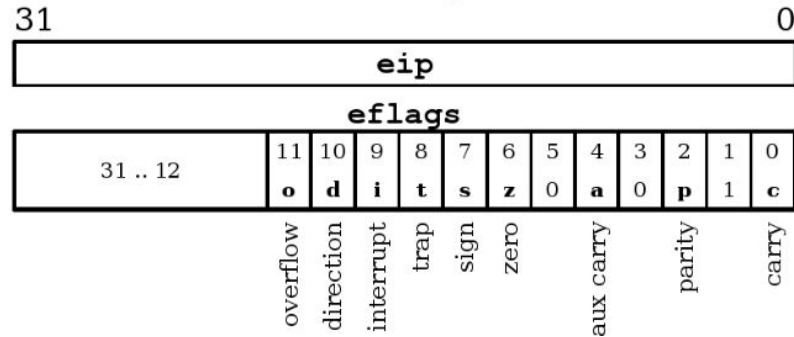 31 0
eip
eflags
31 .. 12 11 10 9 8 7 6 5 4 3 2 1 0
o d i t s z 0 a 0 p 1 c
overflow direction interrupt trap sign zero aux carry parity carry